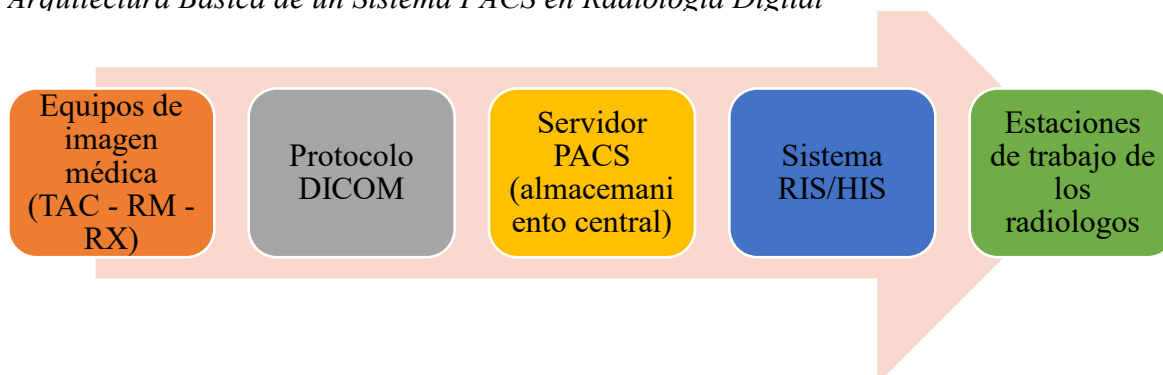 Arquitectura Básica de un Sistema PACS en Radiología Digital
Equipos de
imagen
médica
(TAC - RM -
RX)
Protocolo
DICOM
Servidor
PACS
(almacemani
ento central)
Sistema
RIS/HIS
Estaciones
de trabajo de
los
radiologos